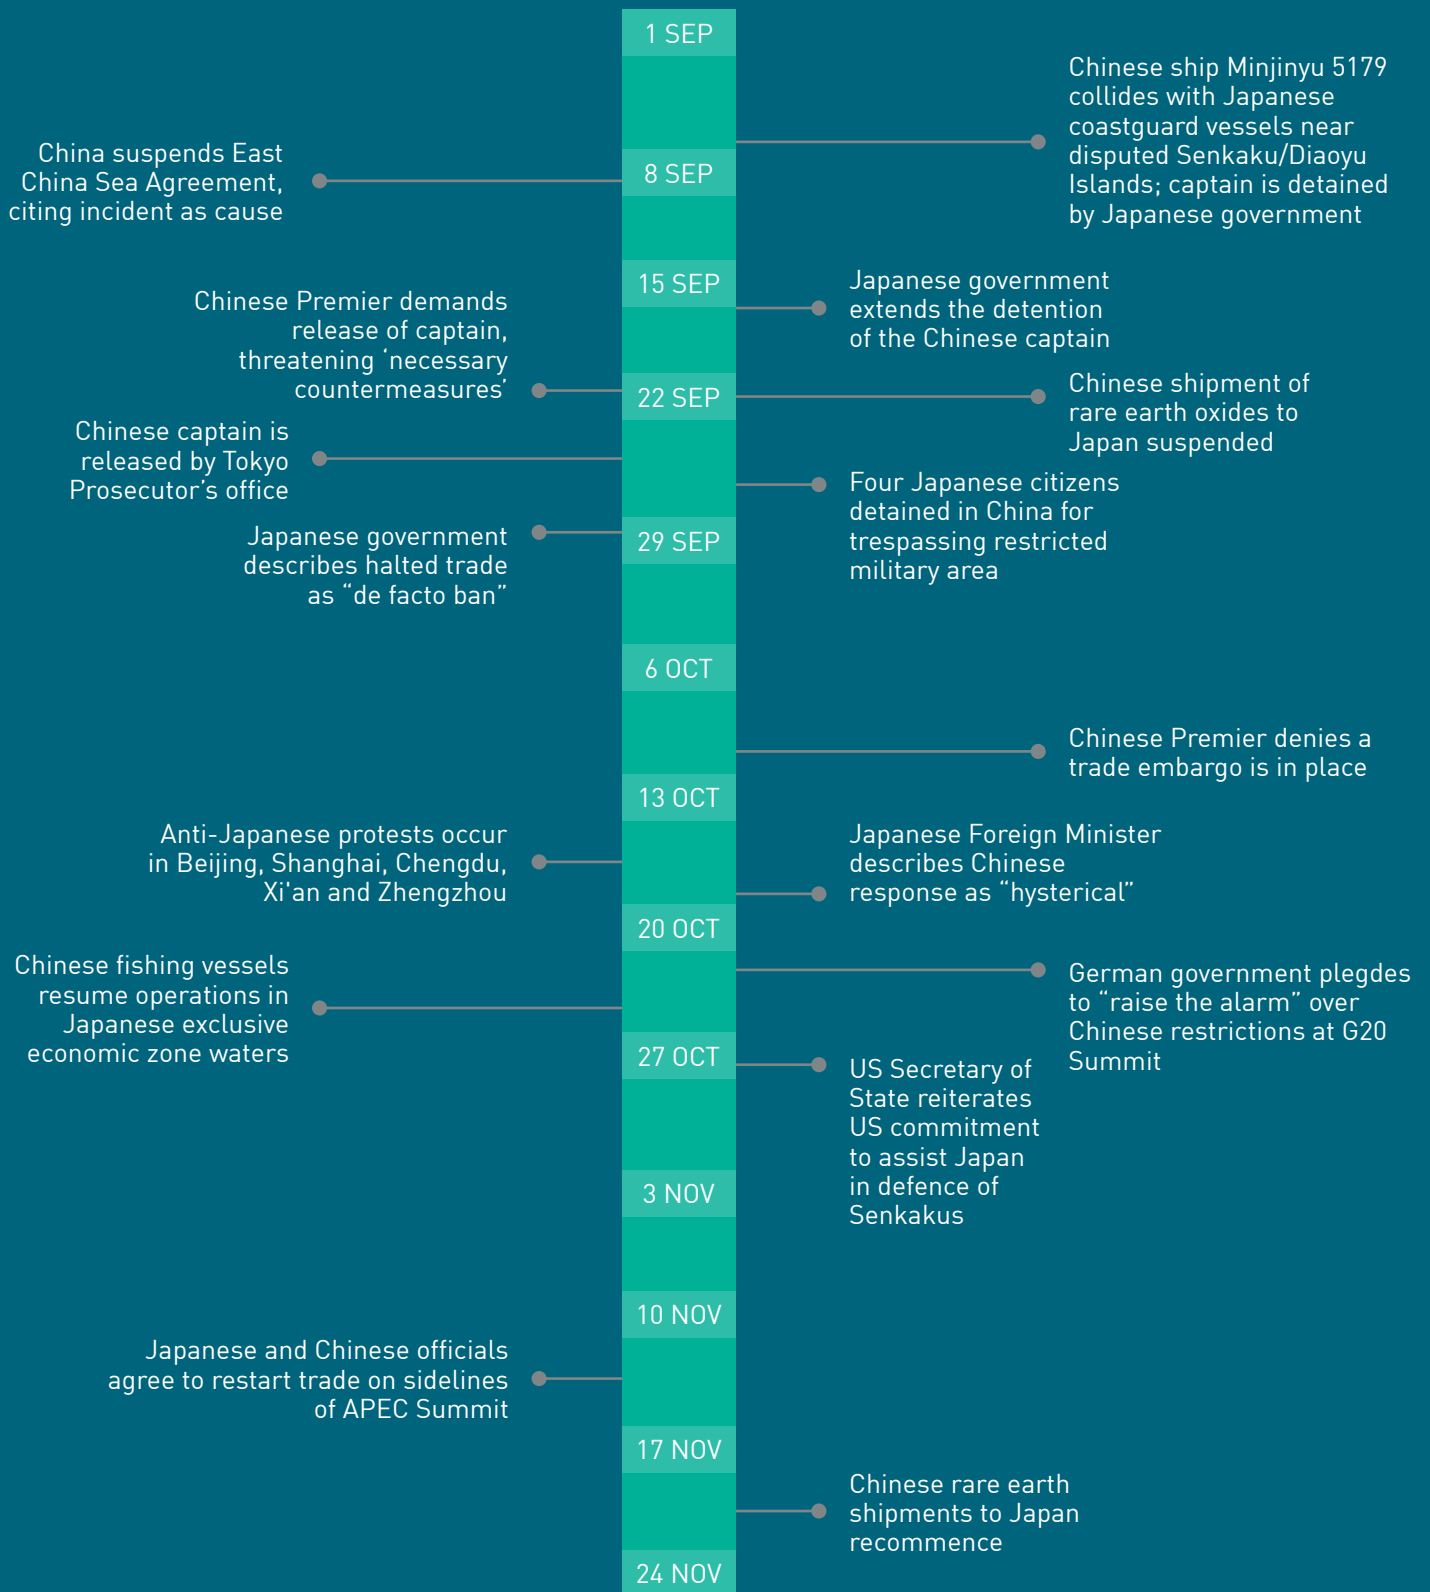 1 SEP
Chinese ship Minjinyu 5179
collides with Japanese
coastguard vessels near
disputed Senkaku/Diaoyu
Islands; captain is detained
by Japanese government
China suspends East
China Sea Agreement,
citing incident as cause
8 SEP
15 SEP
Japanese government
extends the detention
of the Chinese captain
Chinese Premier demands
release of captain,
threatening ‘necessary
countermeasures’
22 SEP
Chinese shipment of
rare earth oxides to
Japan suspended
Chinese captain is
released by Tokyo
Prosecutor’s office
Four Japanese citizens
detained in China for
trespassing restricted
military area
Japanese government
describes halted trade
as “de facto ban”
29 SEP
6 OCT
Chinese Premier denies a
trade embargo is in place
13 OCT
Anti-Japanese protests occur
in Beijing, Shanghai, Chengdu,
Xi'an and Zhengzhou
Japanese Foreign Minister
describes Chinese
response as “hysterical”
20 OCT
German government plegdes
to “raise the alarm” over
Chinese restrictions at G20
Summit
Chinese fishing vessels
resume operations in
Japanese exclusive
economic zone waters
27 OCT
US Secretary of
State reiterates
US commitment
to assist Japan
in defence of
Senkakus
3 NOV
10 NOV
Japanese and Chinese officials
agree to restart trade on sidelines
of APEC Summit
17 NOV
Chinese rare earth
shipments to Japan
recommence
24 NOV